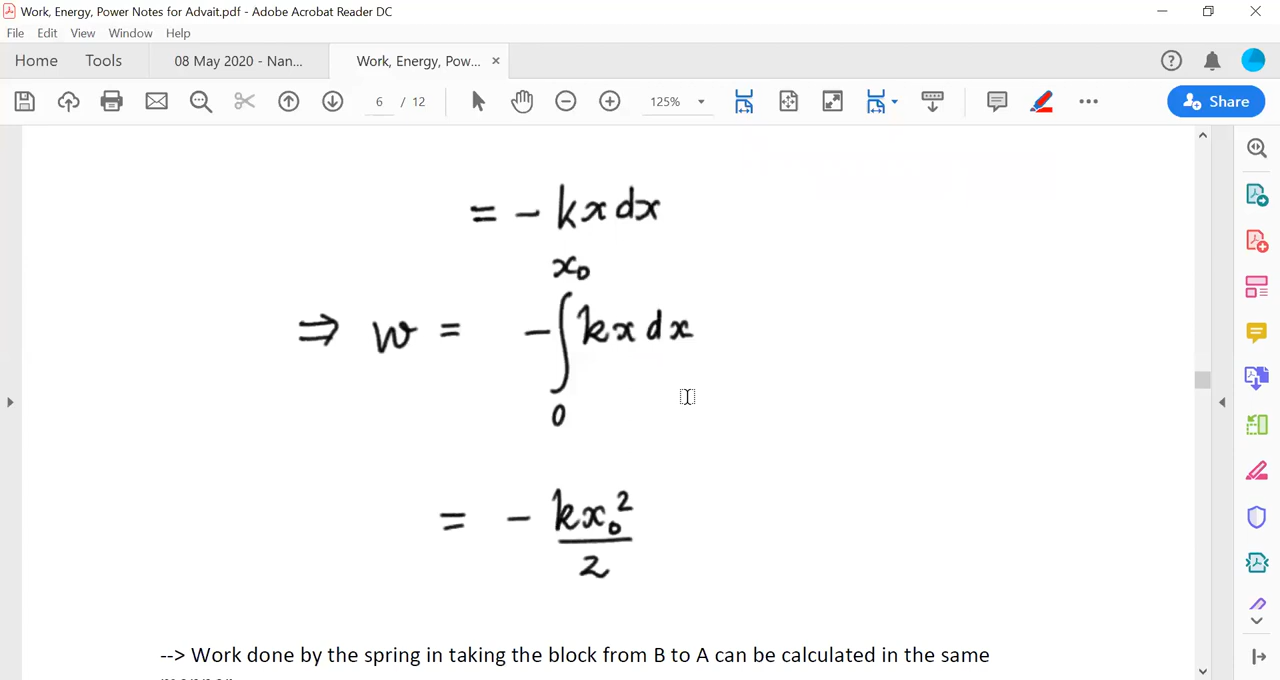 Work, Energy, Power Notes for Advait.pdf - Adobe Acrobat Reader DC
File Edit View Window Help
Home Tools 08 May 2020 - Nan... Work, Energy, Pow... ×
6 / 12 125% Share
= - kxdx
x₀
⇒ W = - ∫ kx dx
0
= - kx₀²
2
--> Work done by the spring in taking the block from B to A can be calculated in the same